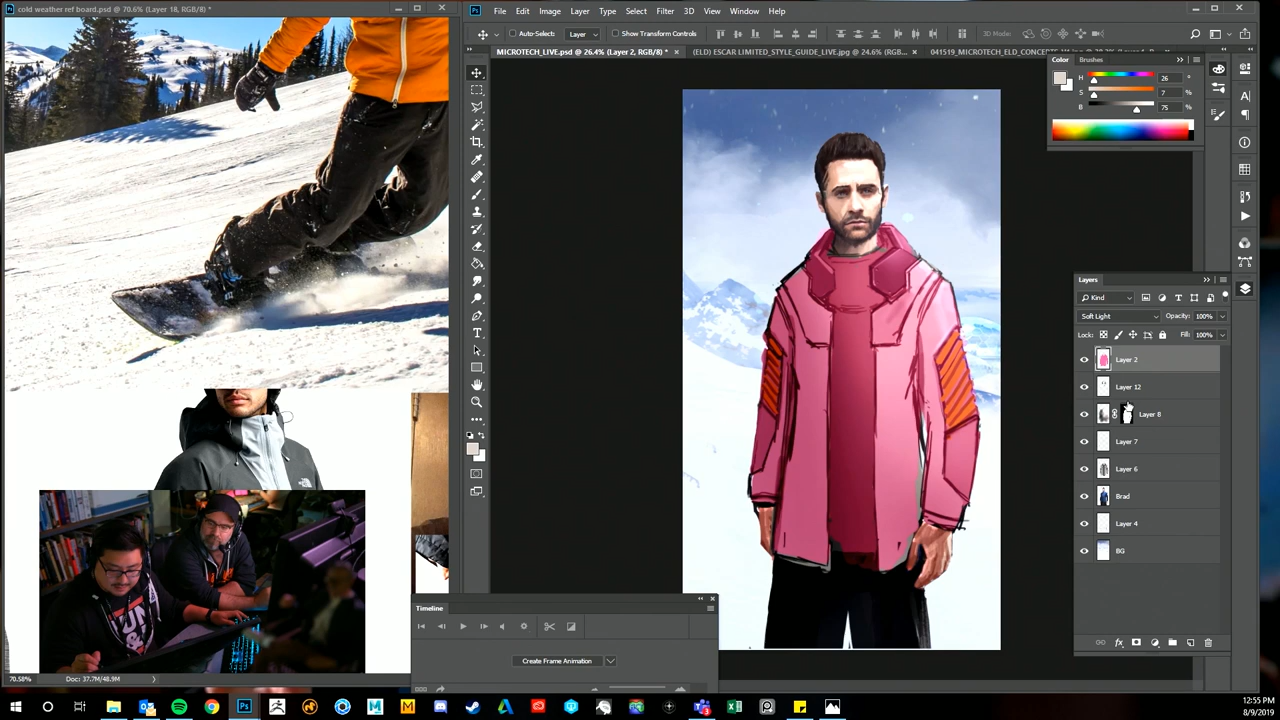 cold weather ref board.psd @ 70.6% (Layer 18, RGB/8) *
File Edit Image Layer Type Select Filter 3D View Window Help
Auto-Select: Layer Show Transform Controls 3D Mode:
MICROTECH_LIVE.psd @ 26.4% (Layer 2, RGB/8) * × (ELD) ESCAR LIMITED_STYLE_GUIDE_LIVE.jpg @ 24.6% (RGB... ×
Color Brushes
H 26 °
S 7 %
B 75 %
Layers
Kind
Soft Light Opacity: 100%
Lock: Fill: 100%
Layer 2
Layer 12
Layer 8
Layer 7
Layer 6
Brad
Layer 4
BG
Timeline
Create Frame Animation
70.58% Doc: 37.7M/48.9M
12:55 PM
8/9/2019